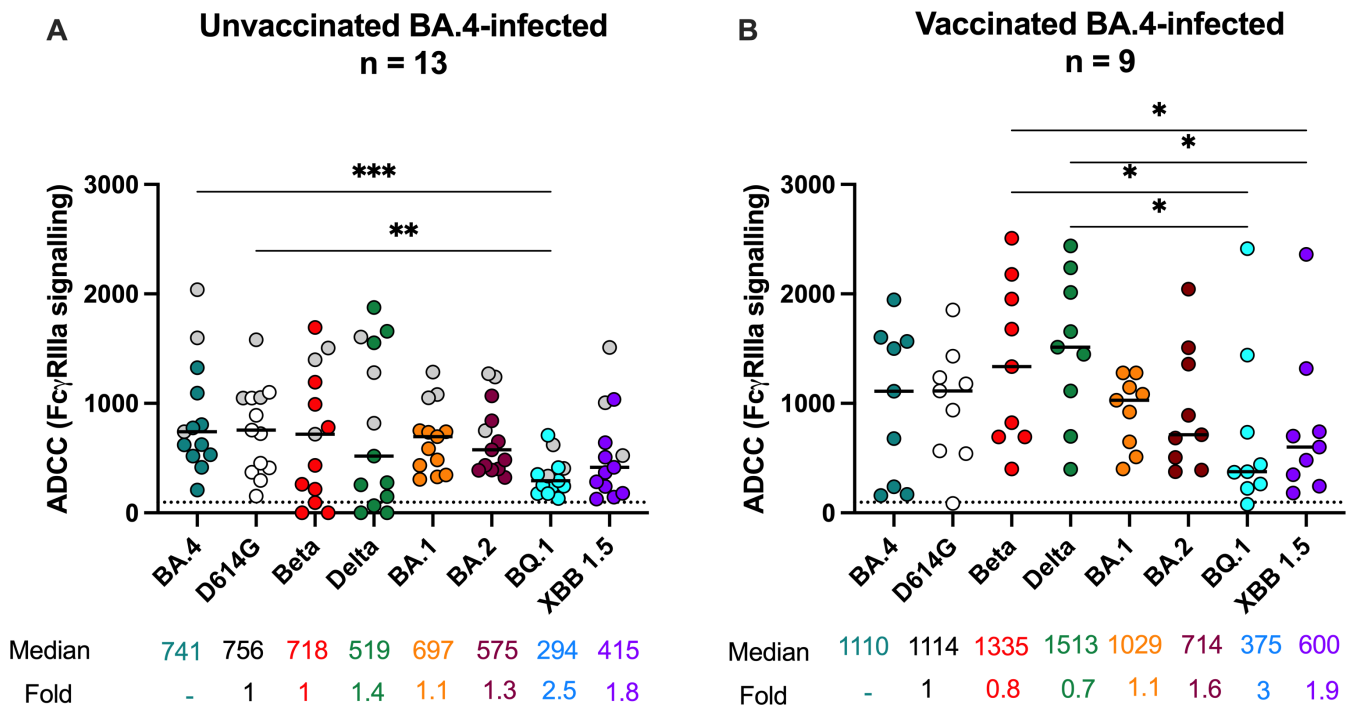 A
Unvaccinated BA.4-infected
n = 13
***
**
ADCC (FcγRIIIa signalling)
3000
2000
1000
0
BA.4 D614G Beta Delta BA.1 BA.2 BQ.1 XBB 1.5
Median 741 756 718 519 697 575 294 415
Fold - 1 1 1.4 1.1 1.3 2.5 1.8
B
Vaccinated BA.4-infected
n = 9
*
*
*
*
ADCC (FcγRIIIa signalling)
3000
2000
1000
0
BA.4 D614G Beta Delta BA.1 BA.2 BQ.1 XBB 1.5
Median 1110 1114 1335 1513 1029 714 375 600
Fold - 1 0.8 0.7 1.1 1.6 3 1.9